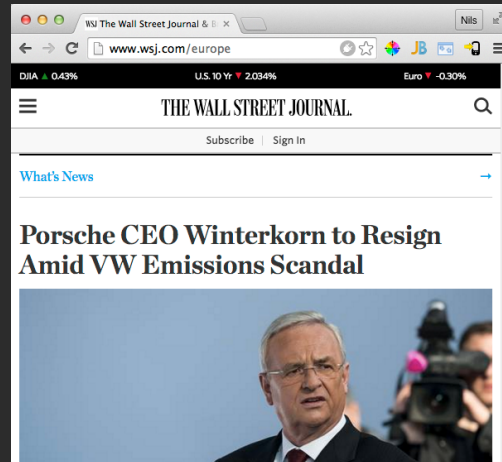 WSJ The Wall Street Journal &
Nils
www.wsj.com/europe
JB
DJIA ▲ 0.43%
U.S. 10 Yr ▼ 2.034%
Euro ▼ -0.30%
THE WALL STREET JOURNAL.
Subscribe | Sign In
What's News →
Porsche CEO Winterkorn to Resign
Amid VW Emissions Scandal